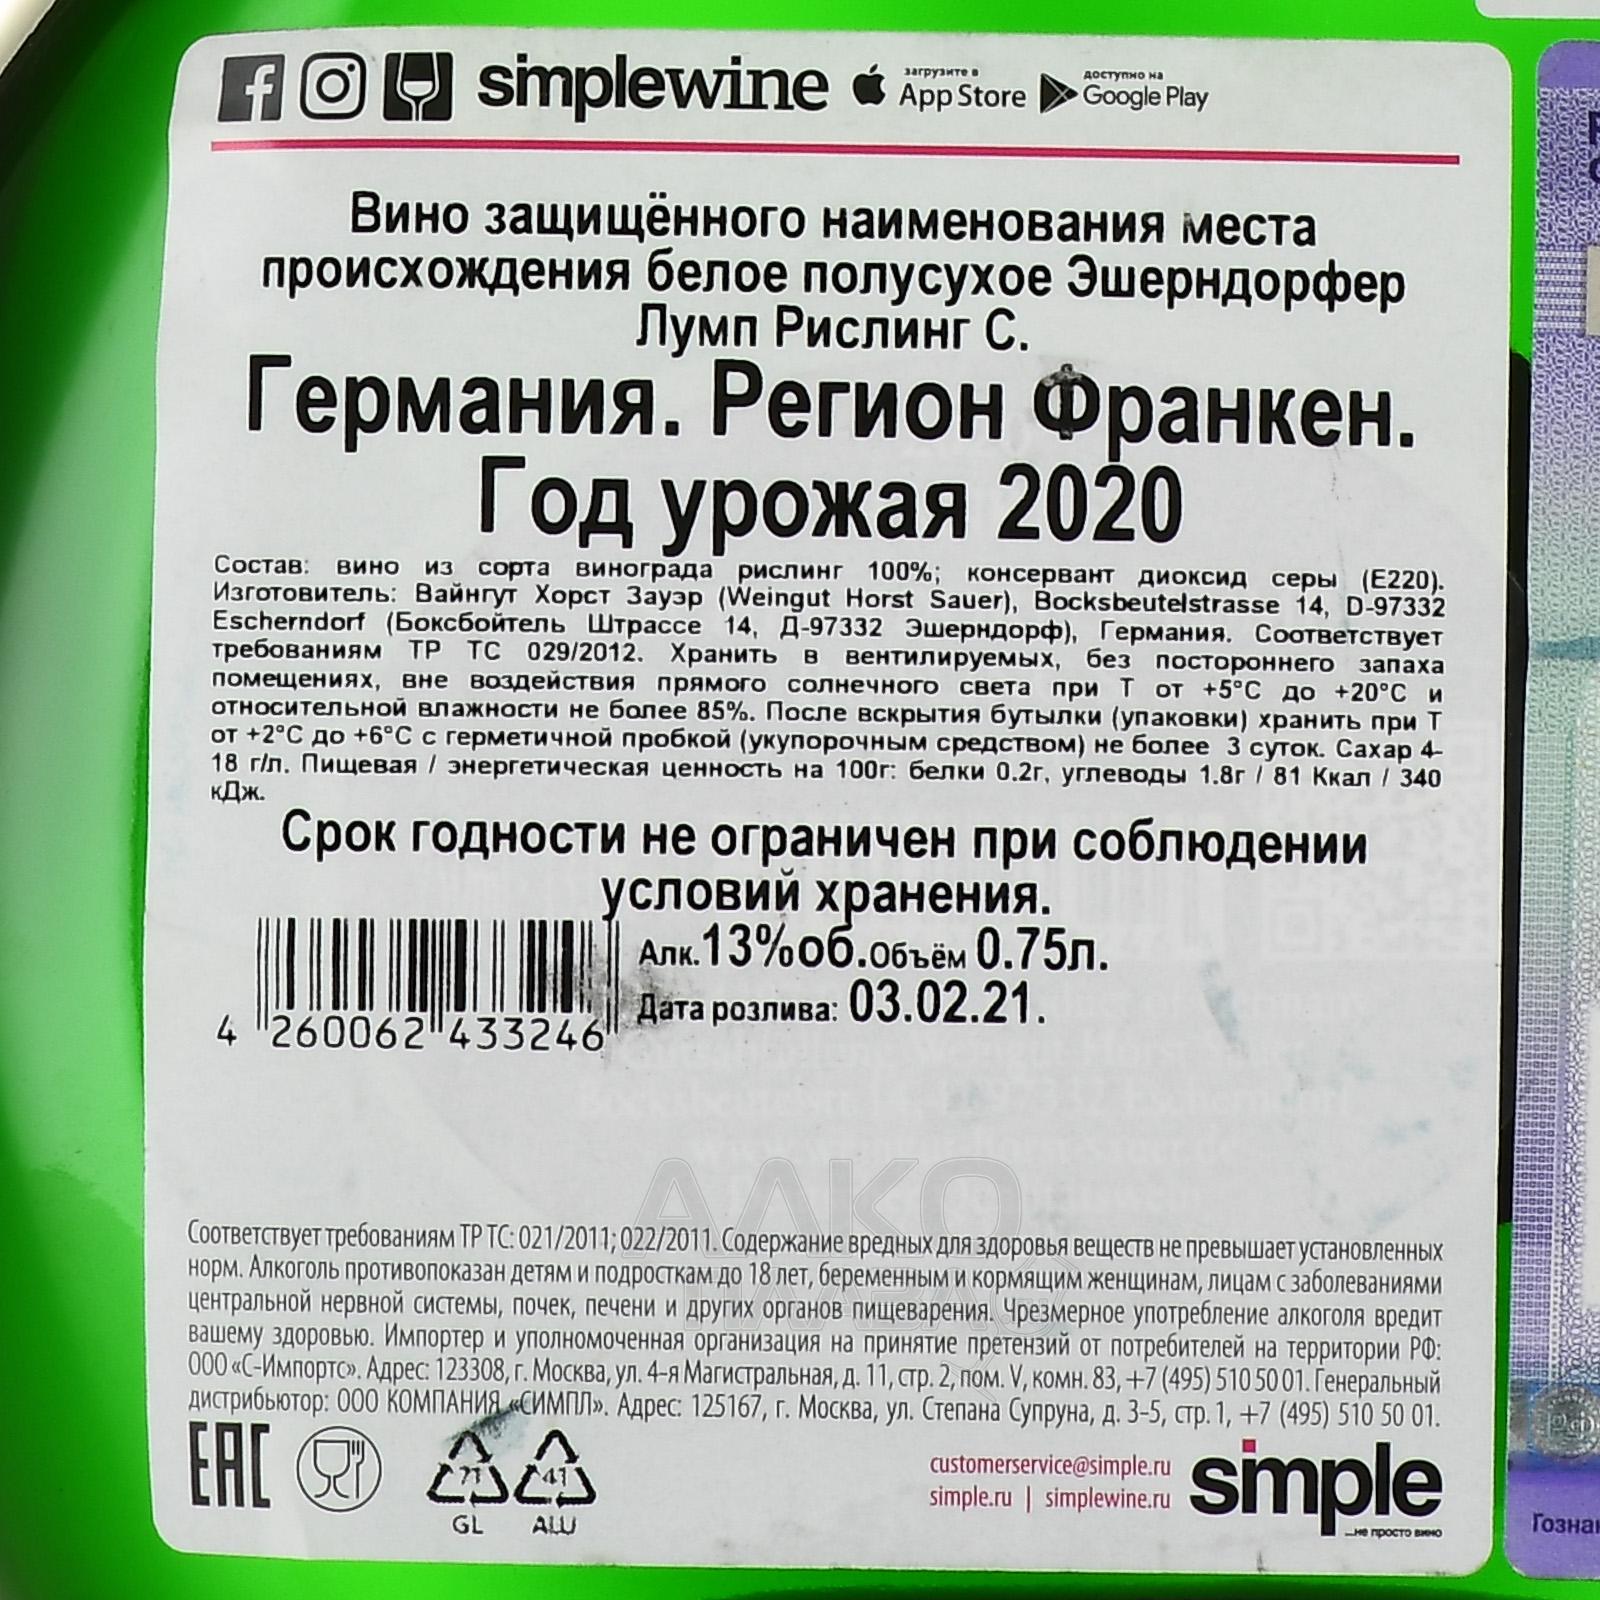 simplewine
загрузите в
App Store
доступно на
Google Play
Вино защищённого наименования места
происхождения белое полусухое Эшерндорфер
Лумп Рислинг С.
Германия. Регион Франкен.
Год урожая 2020
Состав: вино из сорта винограда рислинг 100%; консервант диоксид серы (Е220).
Изготовитель: Вайнгут Хорст Зауэр (Weingut Horst Sauer), Bocksbeutelstrasse 14, D-97332
Escherndorf (Боксбойтель Штрассе 14, Д-97332 Эшерндорф), Германия. Соответствует
требованиям ТР ТС 029/2012. Хранить в вентилируемых, без постороннего запаха
помещениях, вне воздействия прямого солнечного света при Т от +5°С до +20°С и
относительной влажности не более 85%. После вскрытия бутылки (упаковки) хранить при Т
от +2°С до +6°С с герметичной пробкой (укупорочным средством) не более 3 суток. Сахар 4-
18 г/л. Пищевая / энергетическая ценность на 100г: белки 0.2г, углеводы 1.8г / 81 Ккал / 340
кДж.
Срок годности не ограничен при соблюдении
условий хранения.
Алк.13%об.Объём 0.75л.
Дата розлива: 03.02.21.
4 260062 433246
Соответствует требованиям ТР ТС: 021/2011; 022/2011. Содержание вредных для здоровья веществ не превышает установленных
норм. Алкоголь противопоказан детям и подросткам до 18 лет, беременным и кормящим женщинам, лицам с заболеваниями
центральной нервной системы, почек, печени и других органов пищеварения. Чрезмерное употребление алкоголя вредит
вашему здоровью. Импортер и уполномоченная организация на принятие претензий от потребителей на территории РФ:
ООО «С-Импортс». Адрес: 123308, г. Москва, ул. 4-я Магистральная, д. 11, стр. 2, пом. V, комн. 83, +7 (495) 510 50 01. Генеральный
дистрибьютор: ООО КОМПАНИЯ «СИМПЛ». Адрес: 125167, г. Москва, ул. Степана Супруна, д. 3-5, стр. 1, +7 (495) 510 50 01.
EAC
71
GL
41
ALU
customerservice@simple.ru
simple.ru | simplewine.ru
simple
...не просто вино
АЛКО
ПЛАЗА
РФ
Гозна